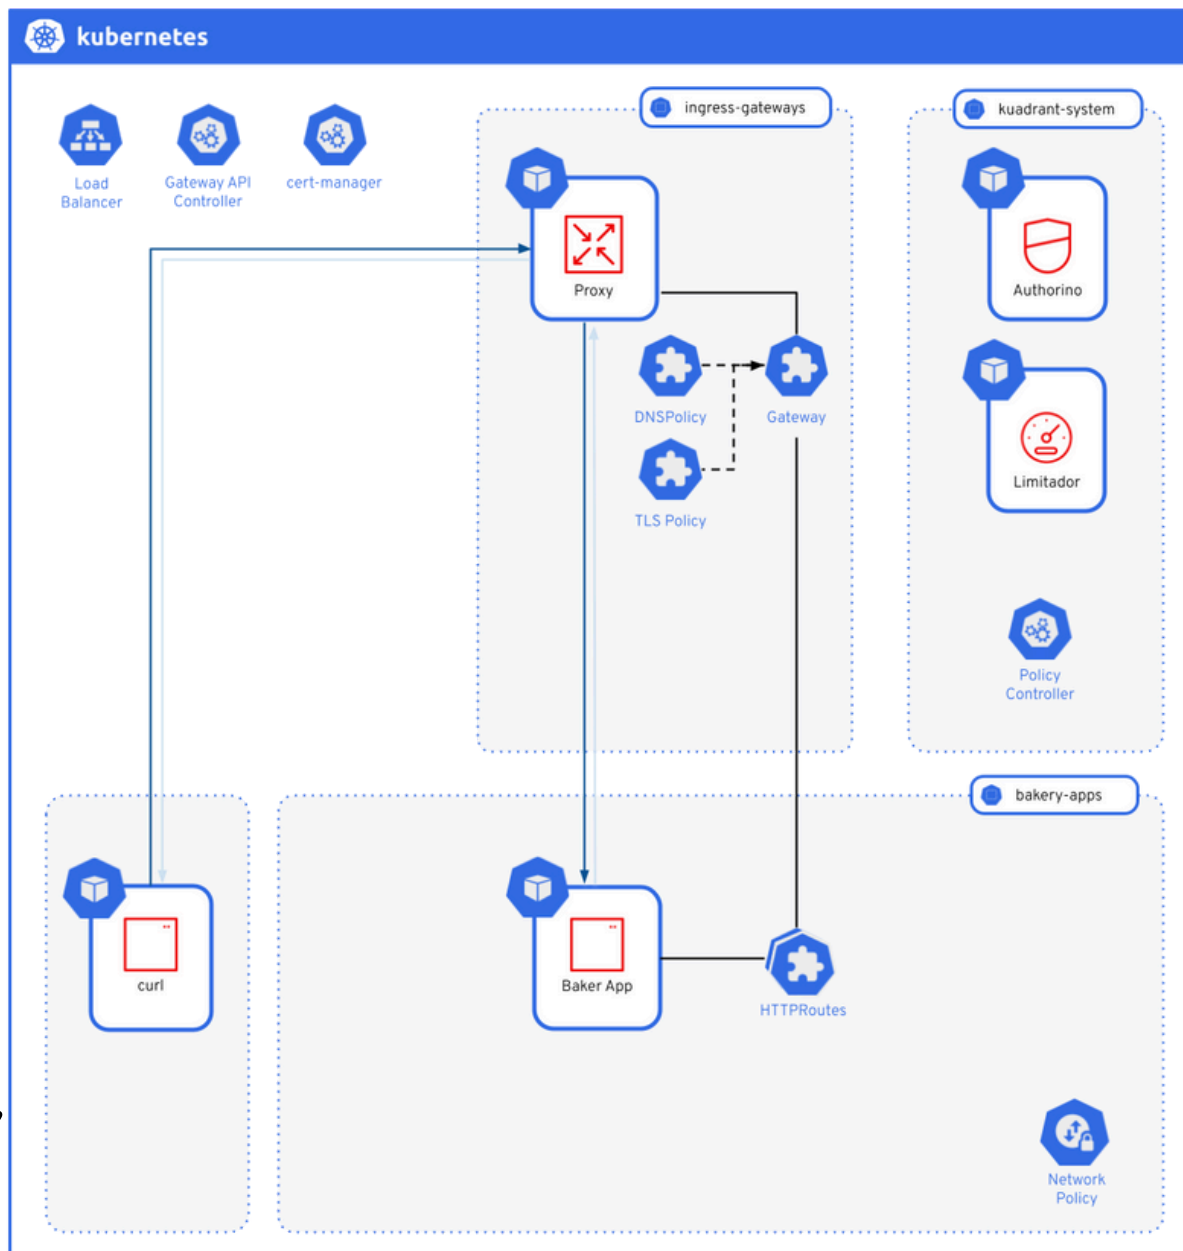 kubernetes
ingress-gateways
kuadrant-system
Load
Balancer
Gateway API
Controller
cert-manager
Proxy
Authorino
DNSPolicy
Gateway
TLS Policy
Limitador
Policy
Controller
bakery-apps
curl
Baker App
HTTPRoutes
Network
Policy